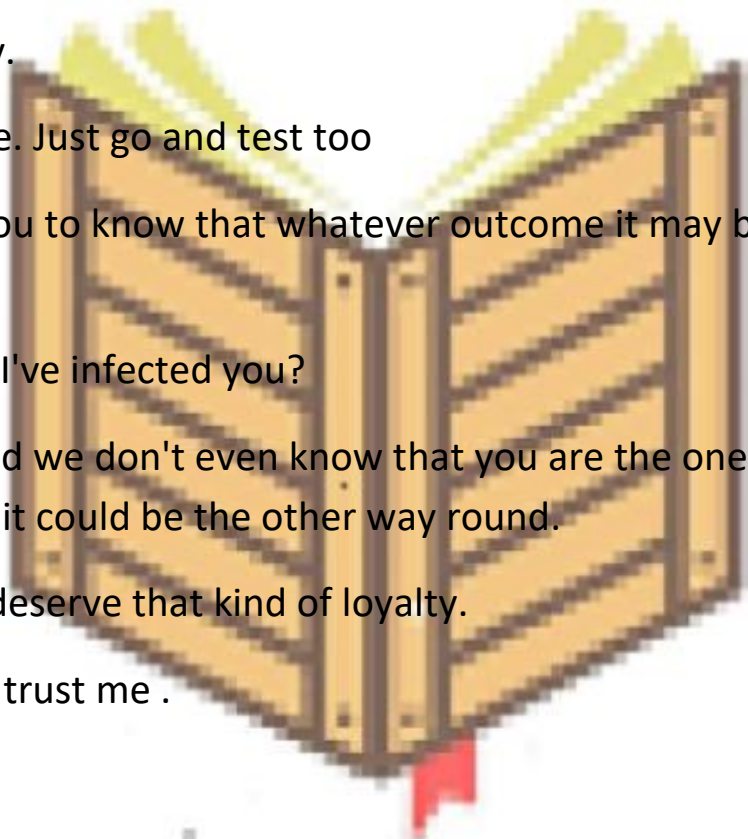 . Just go and test too
ou to know that whatever outcome it may b
I've infected you?
d we don't even know that you are the one
it could be the other way round.
deserve that kind of loyalty.
trust me .